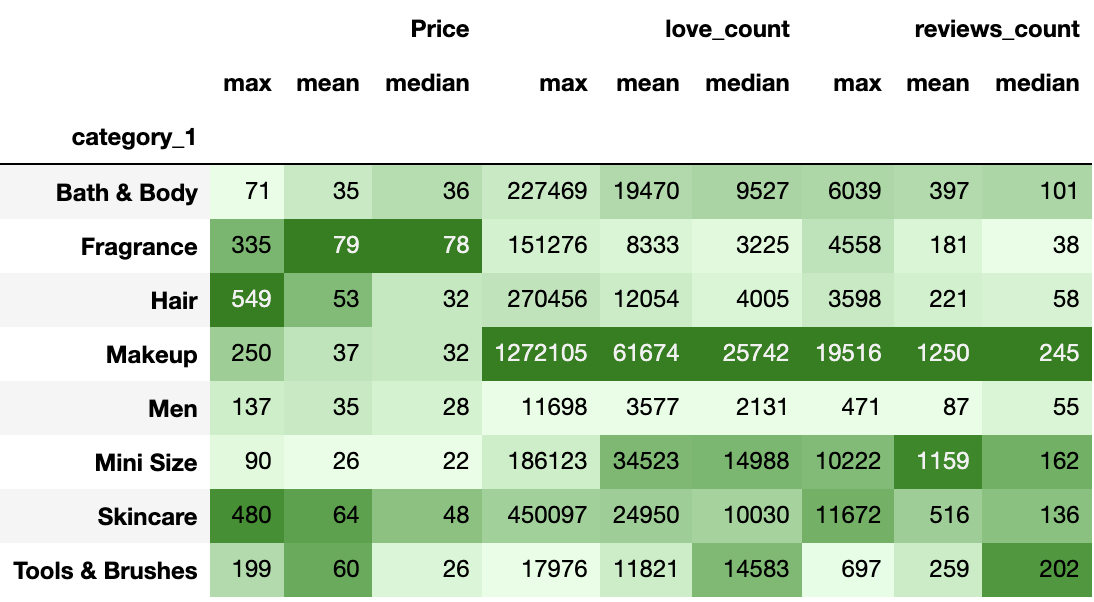 Price love_count reviews_count
max mean median max mean median max mean median
category_1
Bath & Body 71 35 36 227469 19470 9527 6039 397 101
Fragrance 335 79 78 151276 8333 3225 4558 181 38
Hair 549 53 32 270456 12054 4005 3598 221 58
Makeup 250 37 32 1272105 61674 25742 19516 1250 245
Men 137 35 28 11698 3577 2131 471 87 55
Mini Size 90 26 22 186123 34523 14988 10222 1159 162
Skincare 480 64 48 450097 24950 10030 11672 516 136
Tools & Brushes 199 60 26 17976 11821 14583 697 259 202